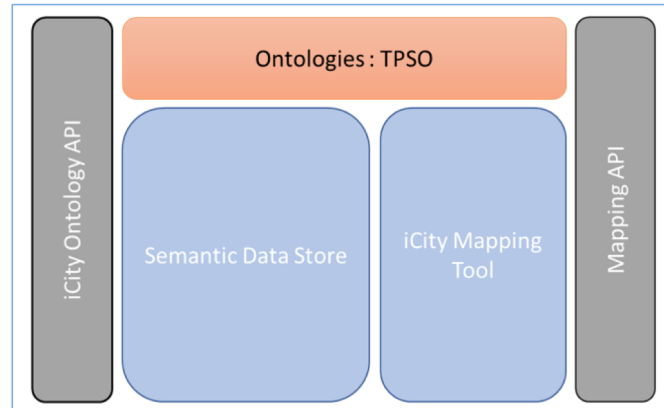 Ontologies : TPSO
iCity Ontology API
Semantic Data Store
iCity Mapping
Tool
Mapping API